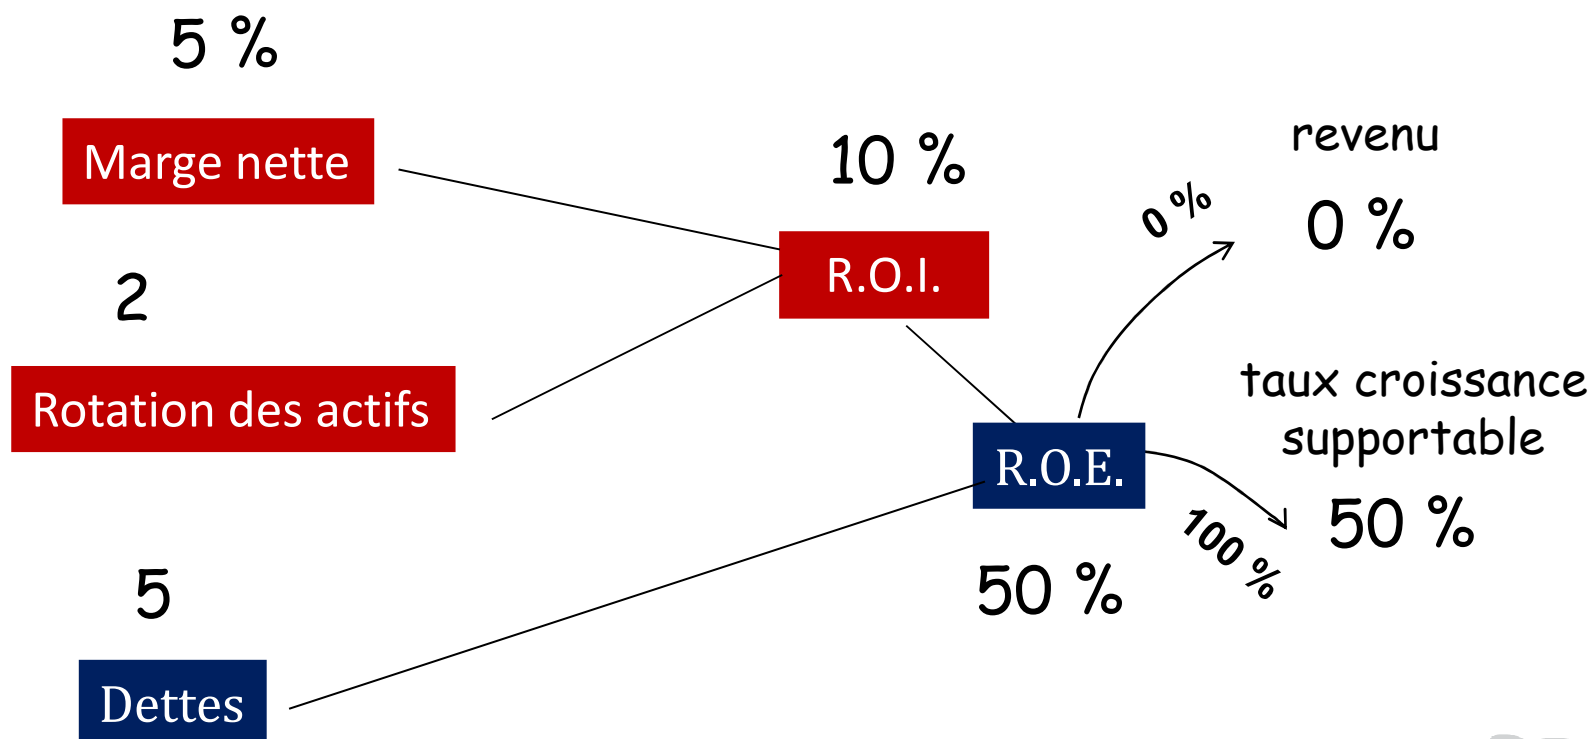 5 %
Marge nette
2
Rotation des actifs
5
Dettes
10 %
R.O.I.
R.O.E.
50 %
0 %
100 %
revenu
0 %
taux croissance
supportable
50 %